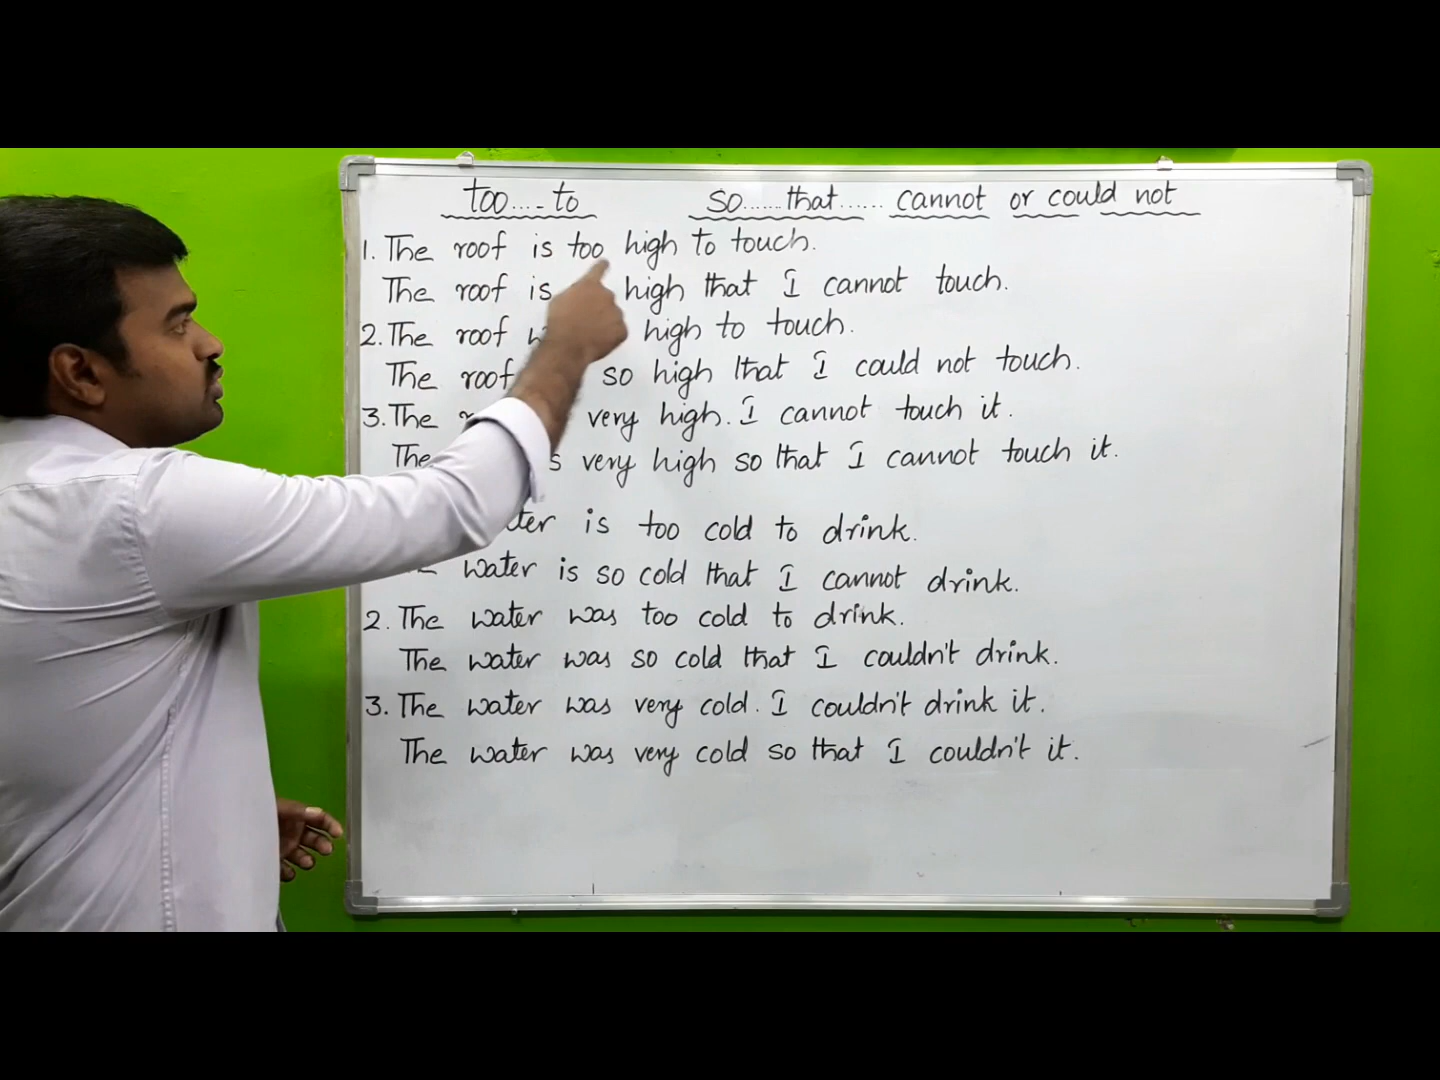 too.....to so.......that...... cannot or could not
1. The roof is too high to touch.
The roof is high that I cannot touch.
2. The roof high to touch.
The roof so high that I could not touch.
3. The very high. I cannot touch it.
The very high so that I cannot touch it.
is too cold to drink.
water is so cold that I cannot drink.
2. The water was too cold to drink.
The water was so cold that I couldn't drink.
3. The water was very cold. I couldn't drink it.
The water was very cold so that I couldn't it.